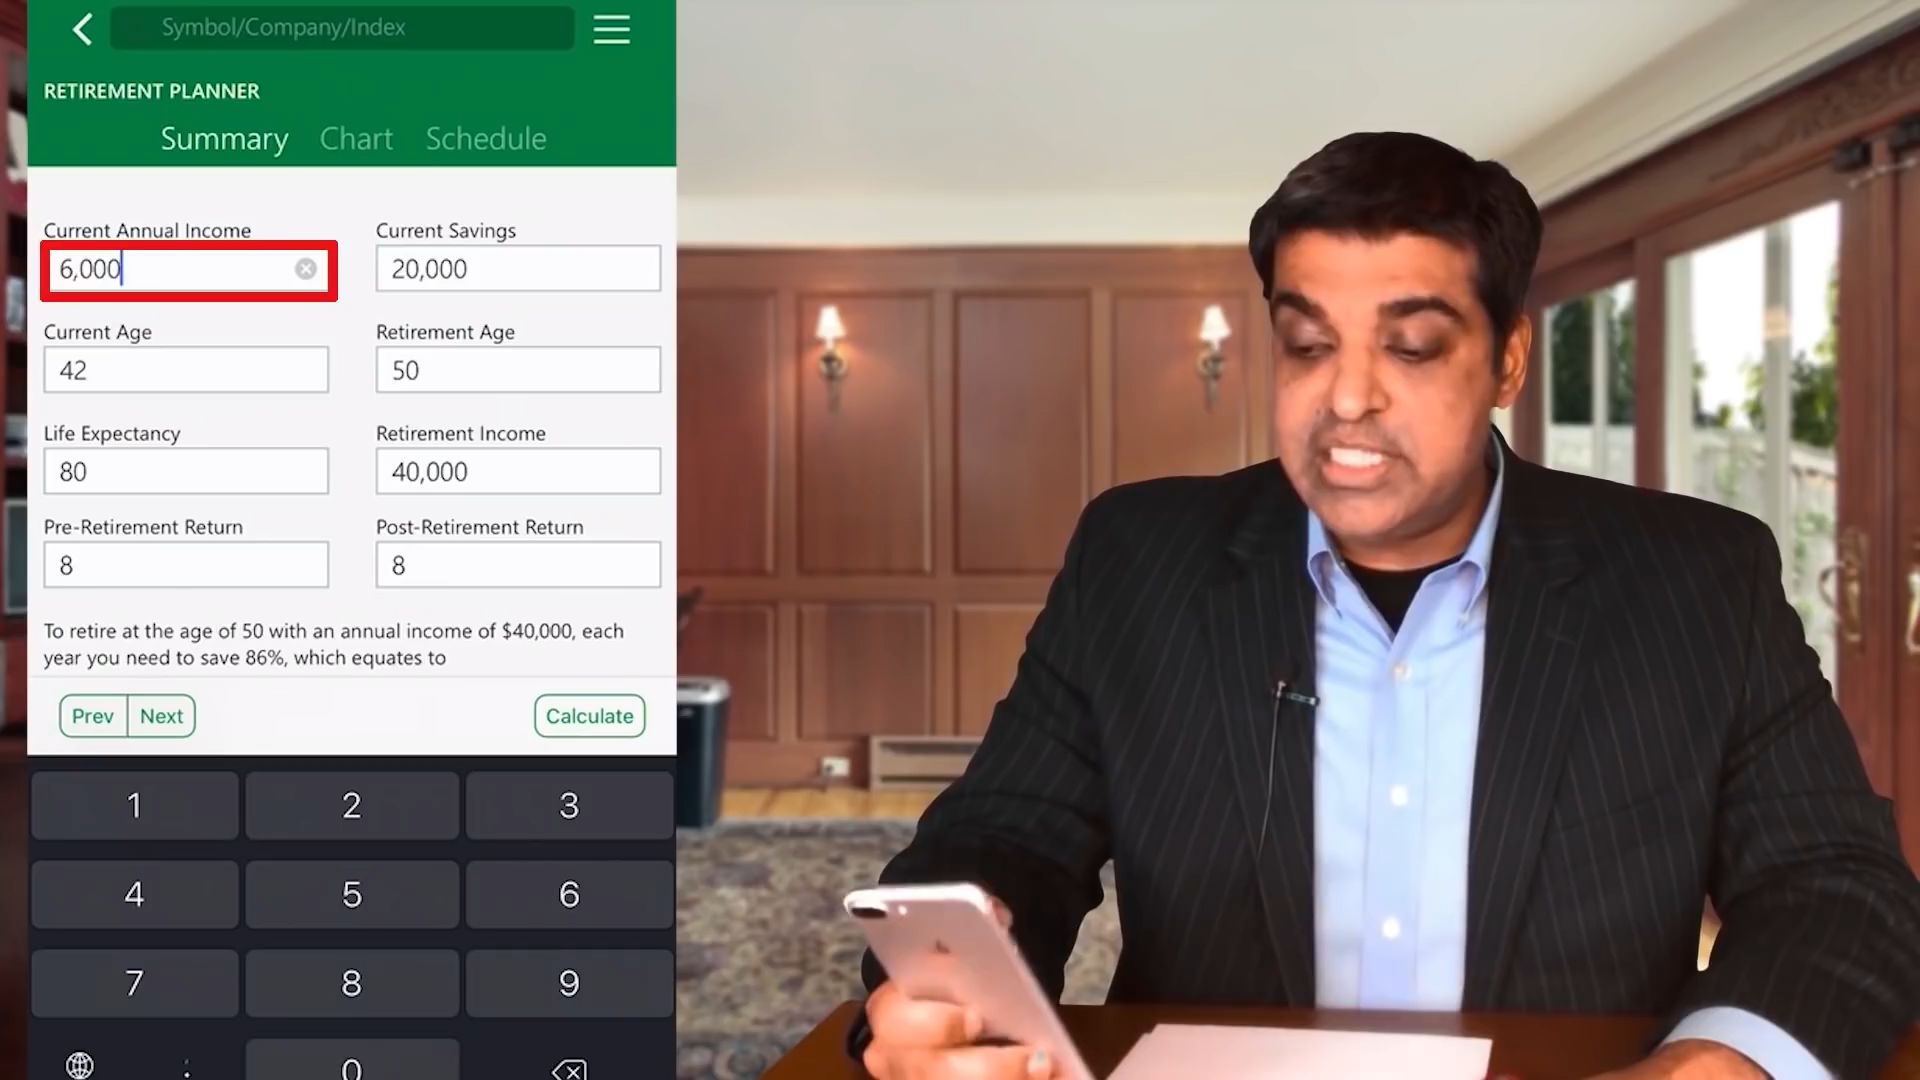 Symbol/Company/Index
RETIREMENT PLANNER
Summary Chart Schedule
Current Annual Income Current Savings
6,000 20,000
Current Age Retirement Age
42 50
Life Expectancy Retirement Income
80 40,000
Pre-Retirement Return Post-Retirement Return
8 8
To retire at the age of 50 with an annual income of $40,000, each
year you need to save 86%, which equates to
Prev Next Calculate
1 2 3
4 5 6
7 8 9
0